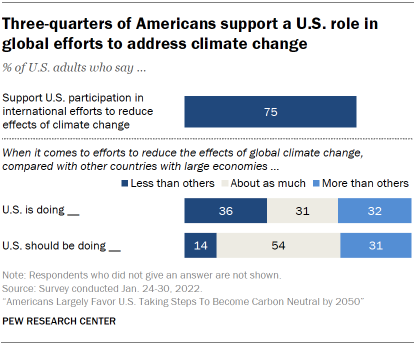 Three-quarters of Americans support a U.S. role in
global efforts to address climate change
% of U.S. adults who say ...
Support U.S. participation in
international efforts to reduce
effects of climate change
75
When it comes to efforts to reduce the effects of global climate change,
compared with other countries with large economies ...
Less than others About as much More than others
U.S. is doing __ 36 31 32
U.S. should be doing __ 14 54 31
Note: Respondents who did not give an answer are not shown.
Source: Survey conducted Jan. 24-30, 2022.
“Americans Largely Favor U.S. Taking Steps To Become Carbon Neutral by 2050”
PEW RESEARCH CENTER